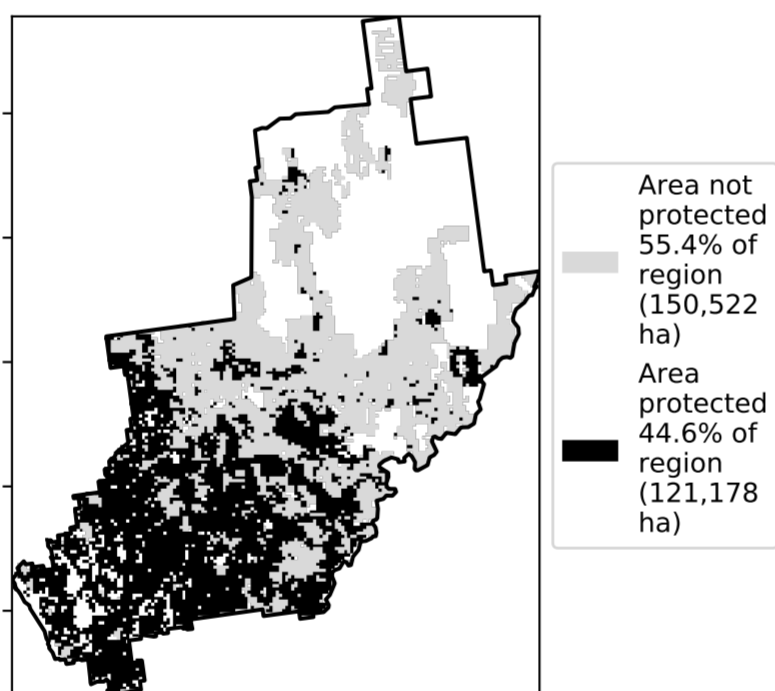 Area not
protected
55.4% of
region
(150,522
ha)
Area
protected
44.6% of
region
(121,178
ha)